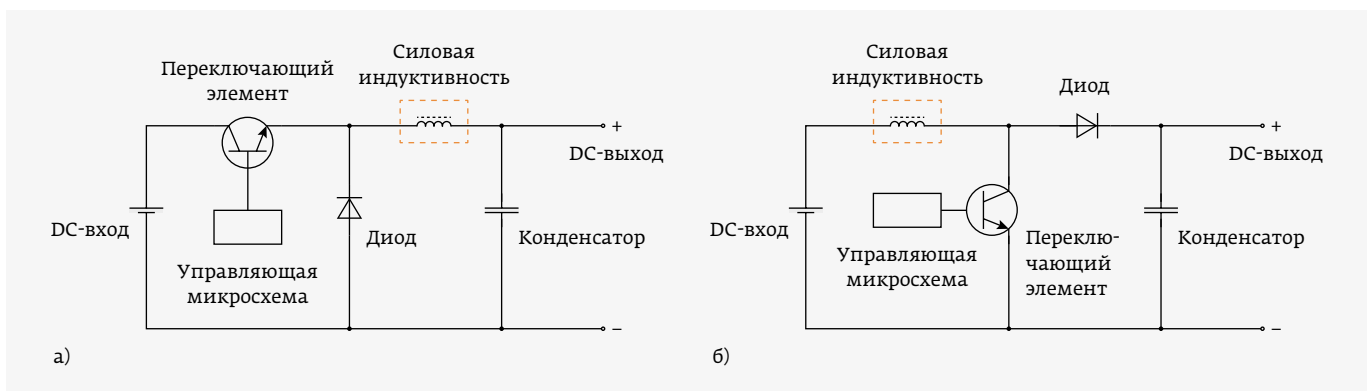 Переключающий
элемент
Силовая
индуктивность
+
DC-выход
DC-вход
Диод
Конденсатор
Управляющая
микросхема
−
а)
Силовая
индуктивность
Диод
+
DC-выход
DC-вход
Управляющая
микросхема
Переклю-
чающий
элемент
Конденсатор
−
б)